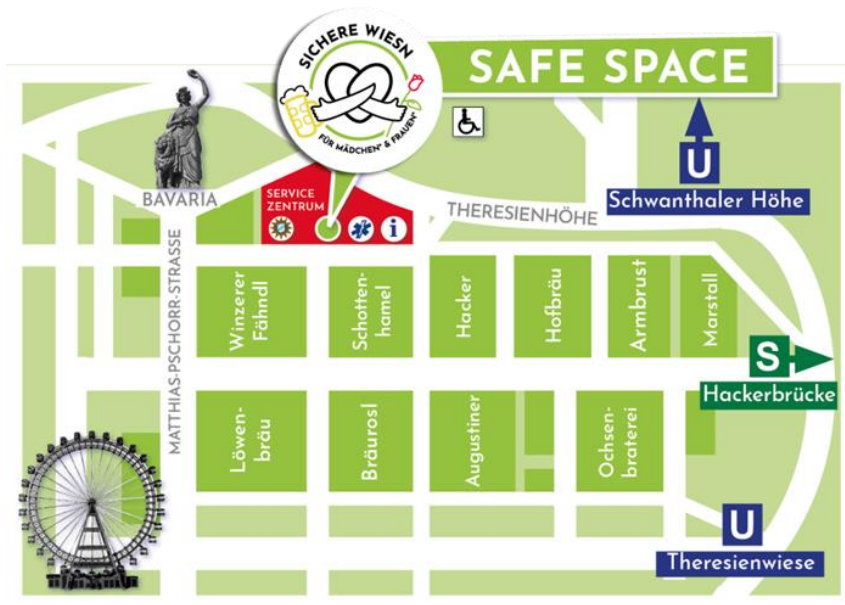 SICHERE WIESN
FÜR MÄDCHEN* & FRAUEN*
SAFE SPACE
U
Schwanthaler Höhe
BAVARIA
SERVICE
ZENTRUM
i
THERESIENHÖHE
MATTHIAS-PSCHORR-STRASSE
Winzerer
Fähndl
Schotten-
hamel
Hacker
Hofbräu
Armbrust
Marstall
S
Hackerbrücke
Löwen-
bräu
Bräurosl
Augustiner
Ochsen-
braterei
U
Theresienwiese